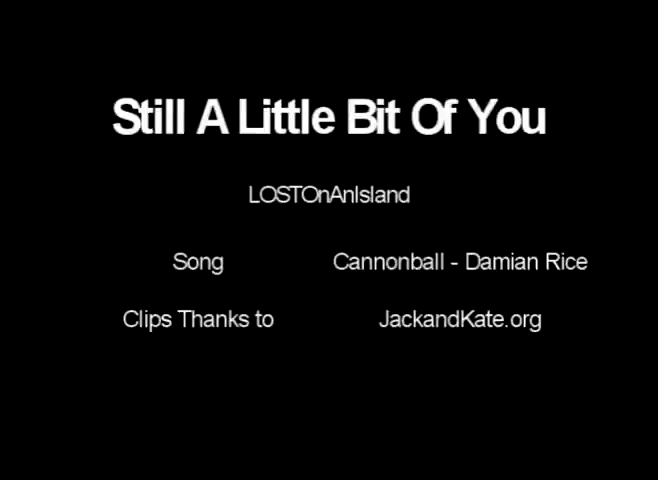 Still A Little Bit Of You
LOSTOnAnIsland
Song Cannonball - Damian Rice
Clips Thanks to JackandKate.org